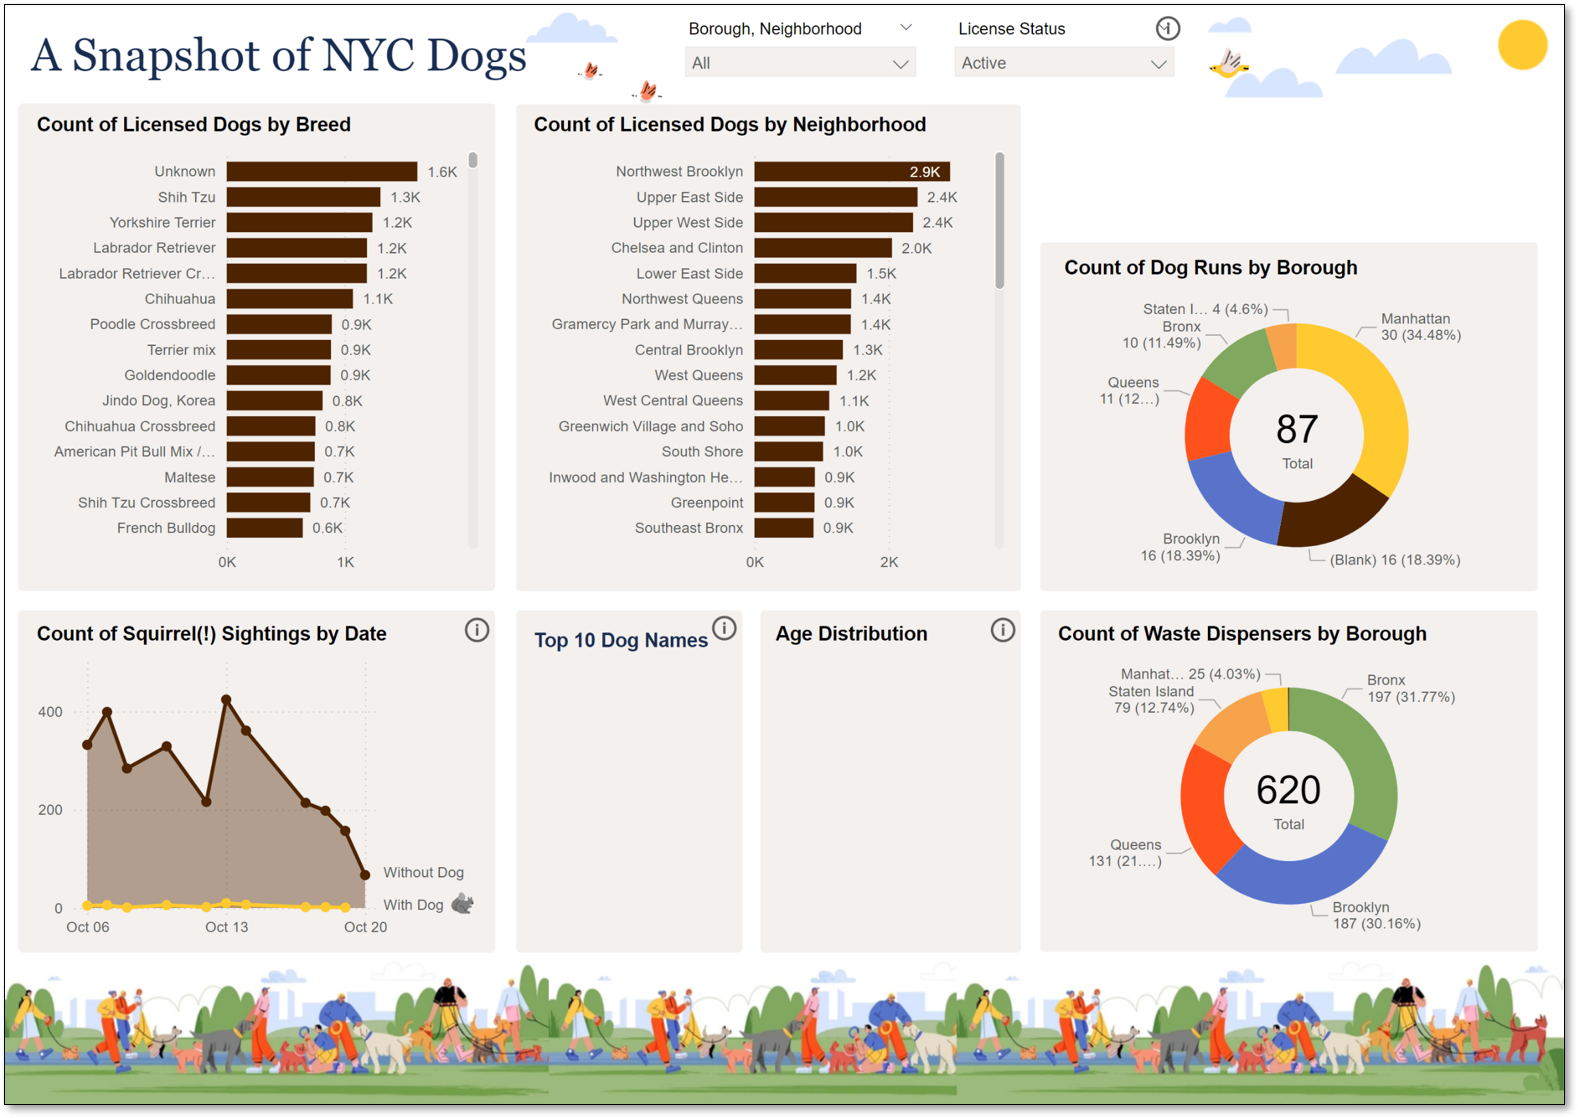 A Snapshot of NYC Dogs
Borough, Neighborhood
All
License Status
Active
Count of Licensed Dogs by Breed
Unknown 1.6K
Shih Tzu 1.3K
Yorkshire Terrier 1.2K
Labrador Retriever 1.2K
Labrador Retriever Cr... 1.2K
Chihuahua 1.1K
Poodle Crossbreed 0.9K
Terrier mix 0.9K
Goldendoodle 0.9K
Jindo Dog, Korea 0.8K
Chihuahua Crossbreed 0.8K
American Pit Bull Mix /... 0.7K
Maltese 0.7K
Shih Tzu Crossbreed 0.7K
French Bulldog 0.6K
0K 1K
Count of Licensed Dogs by Neighborhood
Northwest Brooklyn 2.9K
Upper East Side 2.4K
Upper West Side 2.4K
Chelsea and Clinton 2.0K
Lower East Side 1.5K
Northwest Queens 1.4K
Gramercy Park and Murray... 1.4K
Central Brooklyn 1.3K
West Queens 1.2K
West Central Queens 1.1K
Greenwich Village and Soho 1.0K
South Shore 1.0K
Inwood and Washington He... 0.9K
Greenpoint 0.9K
Southeast Bronx 0.9K
0K 2K
Count of Dog Runs by Borough
Staten I... 4 (4.6%)
Bronx
10 (11.49%)
Manhattan
30 (34.48%)
Queens
11 (12...)
87
Total
Brooklyn
16 (18.39%)
(Blank) 16 (18.39%)
Count of Squirrel(!) Sightings by Date
400
200
0
Without Dog
With Dog
Oct 06 Oct 13 Oct 20
Top 10 Dog Names
Age Distribution
Count of Waste Dispensers by Borough
Manhat... 25 (4.03%)
Staten Island
79 (12.74%)
Bronx
197 (31.77%)
620
Total
Queens
131 (21....)
Brooklyn
187 (30.16%)